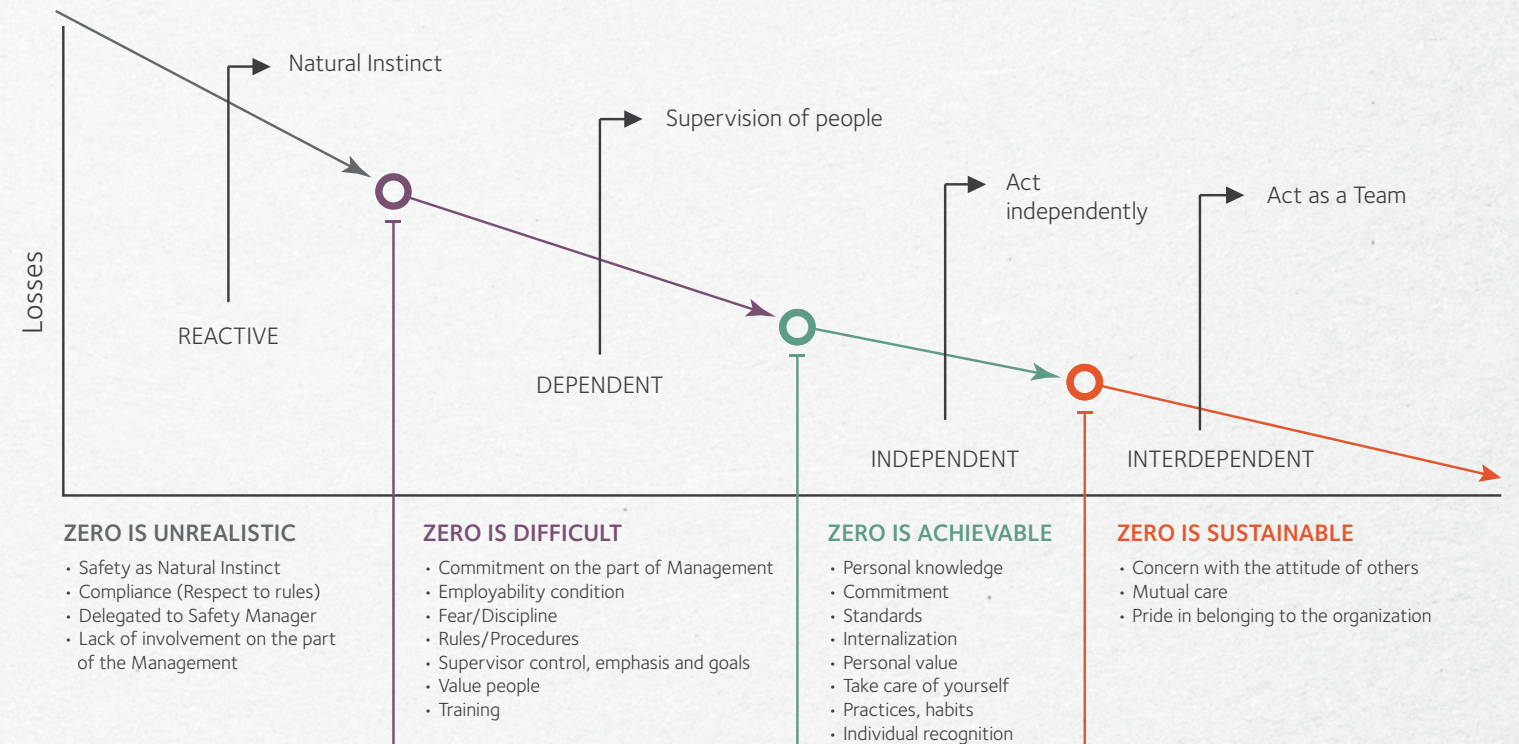 Natural Instinct
Supervision of people
Act
independently
Act as a Team
Losses
REACTIVE
DEPENDENT
INDEPENDENT
INTERDEPENDENT
ZERO IS UNREALISTIC
• Safety as Natural Instinct
• Compliance (Respect to rules)
• Delegated to Safety Manager
• Lack of involvement on the part
of the Management
ZERO IS DIFFICULT
• Commitment on the part of Management
• Employability condition
• Fear/Discipline
• Rules/Procedures
• Supervisor control, emphasis and goals
• Value people
• Training
ZERO IS ACHIEVABLE
• Personal knowledge
• Commitment
• Standards
• Internalization
• Personal value
• Take care of yourself
• Practices, habits
• Individual recognition
ZERO IS SUSTAINABLE
• Concern with the attitude of others
• Mutual care
• Pride in belonging to the organization